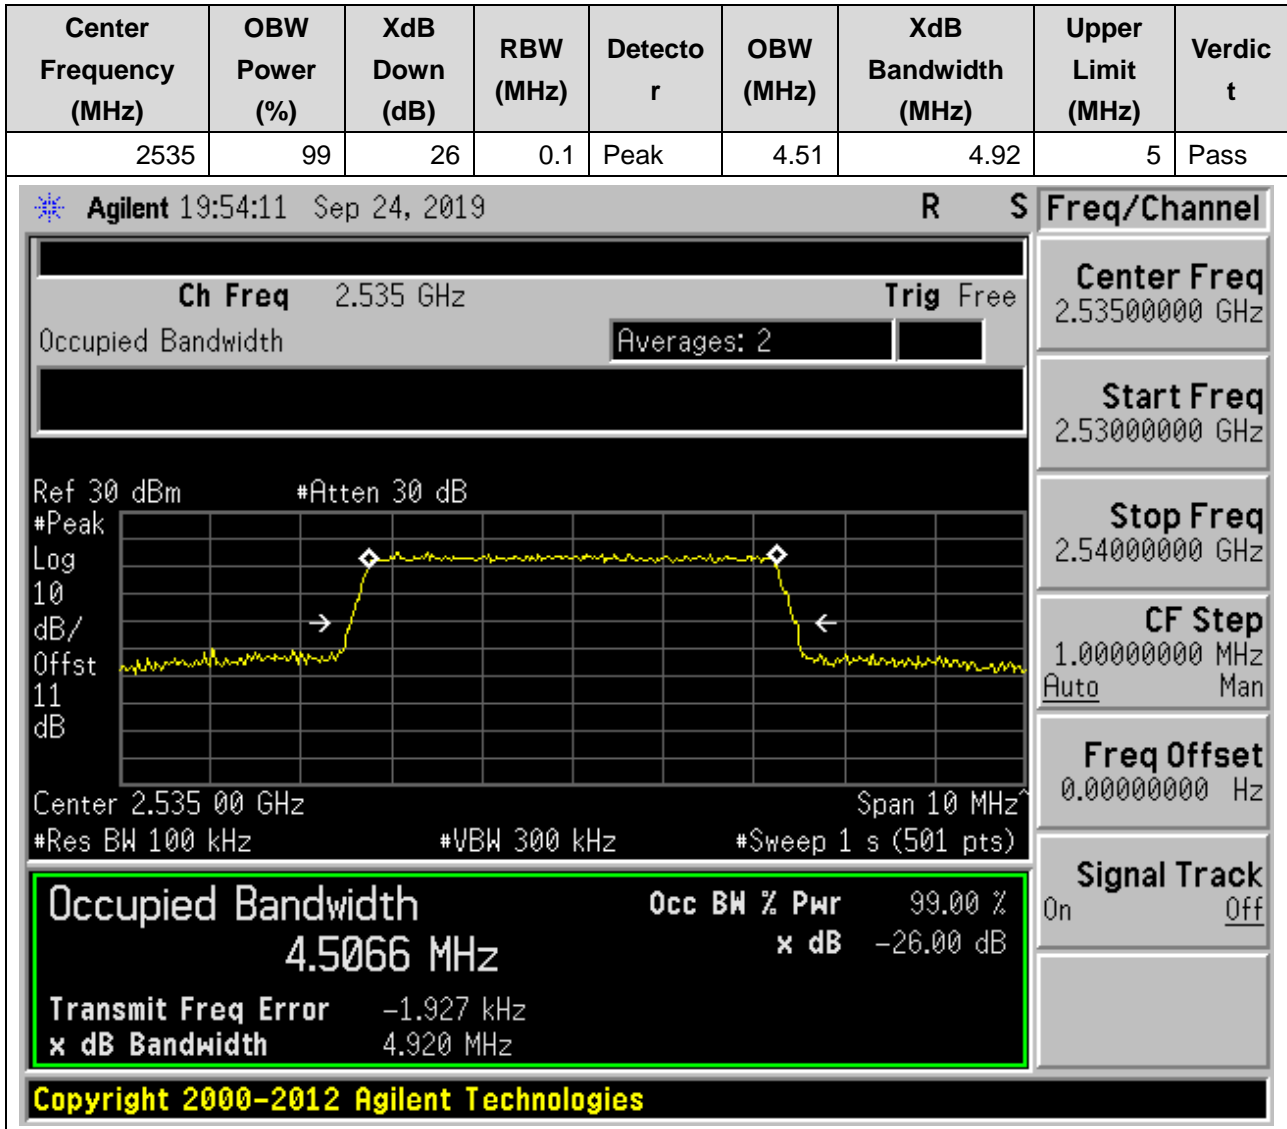 Center Frequency (MHz) OBW Power (%) XdB Down (dB) RBW (MHz) Detector OBW (MHz) XdB Bandwidth (MHz) Upper Limit (MHz) Verdict
2535 99 26 0.1 Peak 4.51 4.92 5 Pass
Agilent 19:54:11 Sep 24, 2019 R S
Ch Freq 2.535 GHz Trig Free
Occupied Bandwidth Averages: 2
Ref 30 dBm #Atten 30 dB
#Peak
Log
10
dB/
Offst
11
dB
Center 2.535 00 GHz Span 10 MHz^
#Res BW 100 kHz #VBW 300 kHz #Sweep 1 s (501 pts)
Occupied Bandwidth Occ BW % Pwr 99.00 %
4.5066 MHz x dB -26.00 dB
Transmit Freq Error -1.927 kHz
x dB Bandwidth 4.920 MHz
Copyright 2000-2012 Agilent Technologies
Freq/Channel
Center Freq
2.53500000 GHz
Start Freq
2.53000000 GHz
Stop Freq
2.54000000 GHz
CF Step
1.00000000 MHz
Auto Man
Freq Offset
0.00000000 Hz
Signal Track
On Off